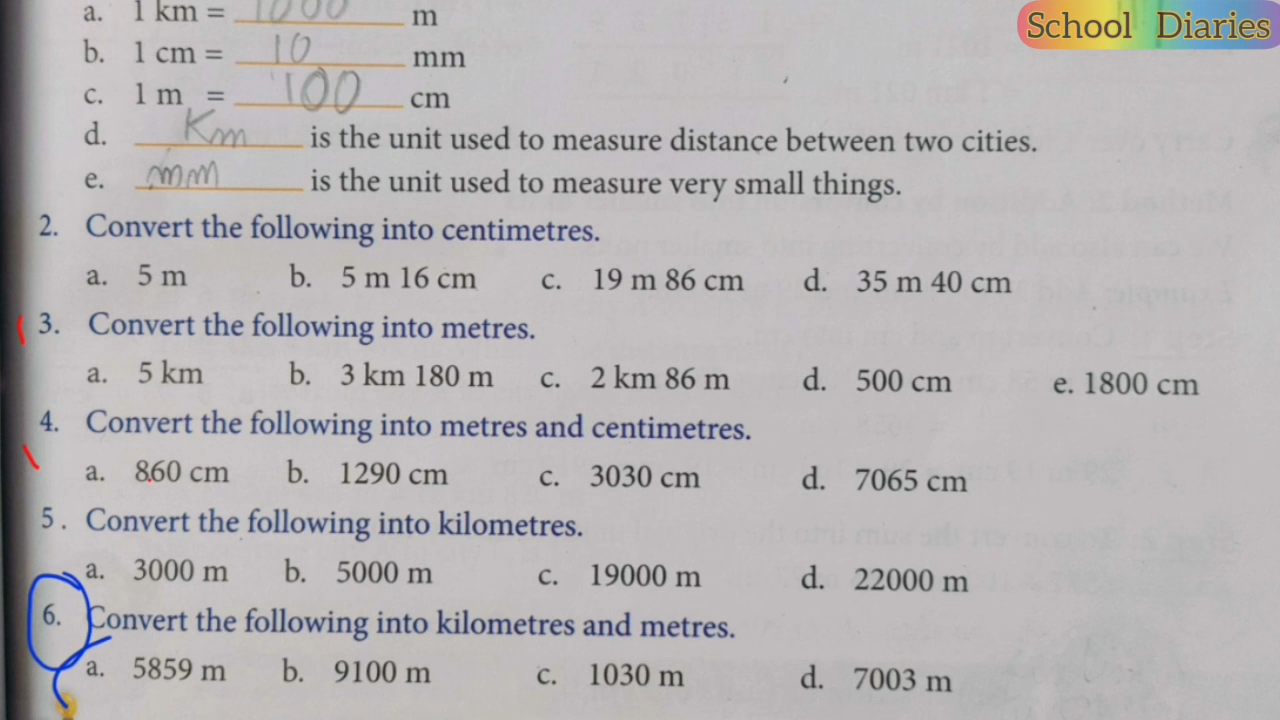 School Diaries
a. 1 km = 1000 m
b. 1 cm = 10 mm
c. 1 m = 100 cm
d. Km is the unit used to measure distance between two cities.
e. mm is the unit used to measure very small things.
2. Convert the following into centimetres.
a. 5 m b. 5 m 16 cm c. 19 m 86 cm d. 35 m 40 cm
3. Convert the following into metres.
a. 5 km b. 3 km 180 m c. 2 km 86 m d. 500 cm e. 1800 cm
4. Convert the following into metres and centimetres.
a. 860 cm b. 1290 cm c. 3030 cm d. 7065 cm
5. Convert the following into kilometres.
a. 3000 m b. 5000 m c. 19000 m d. 22000 m
6. Convert the following into kilometres and metres.
a. 5859 m b. 9100 m c. 1030 m d. 7003 m